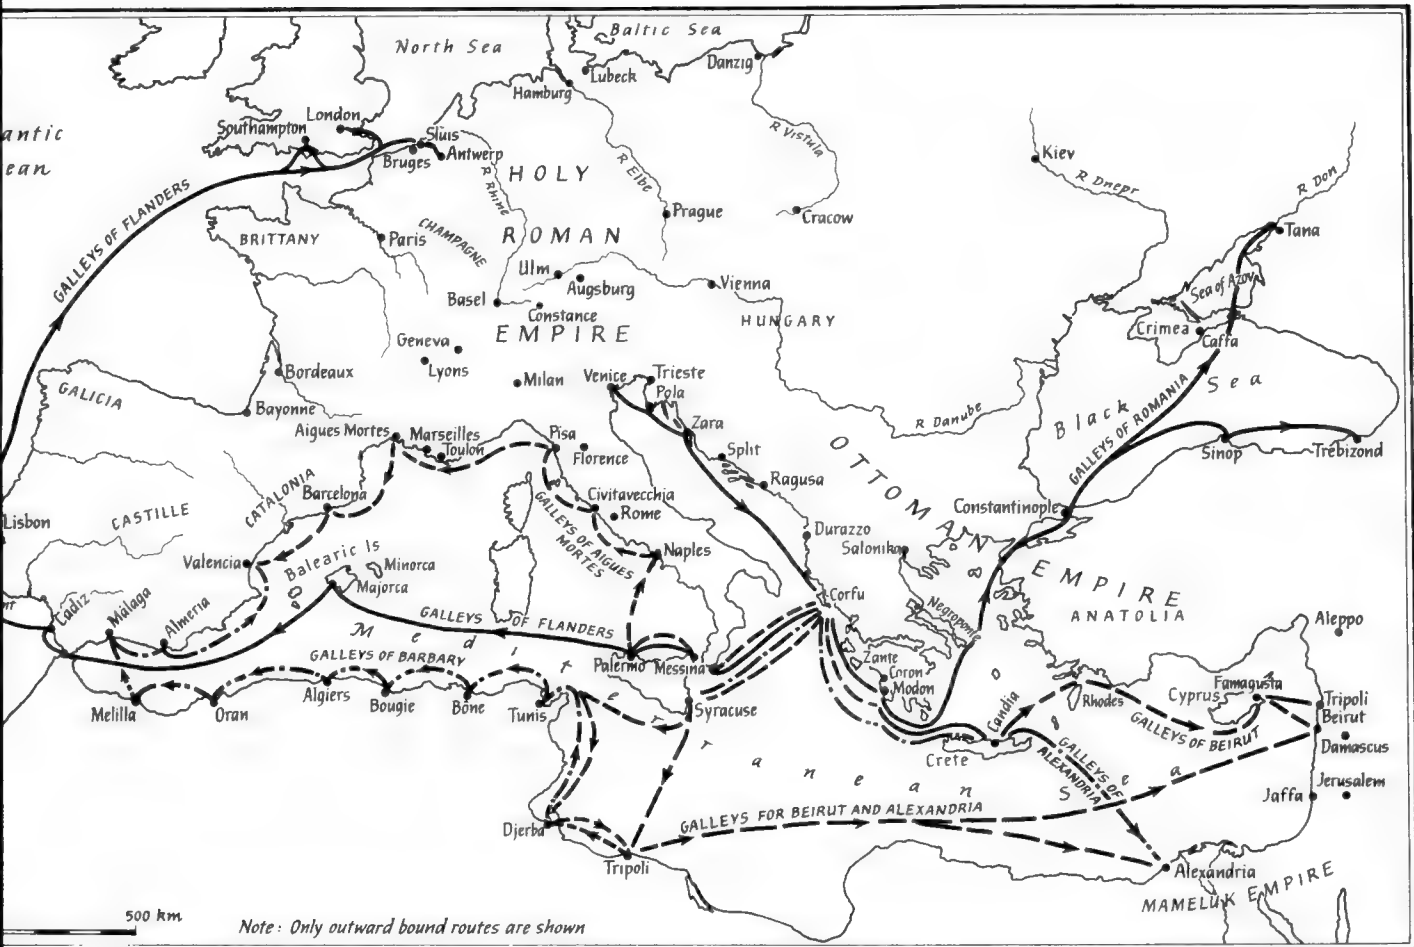 North Sea
Baltic Sea
Lubeck
Danzig
Hamburg
London
Southampton
Sluis
Bruges
Antwerp
antic
ean
HOLY
R Rhine
R Elbe
R Vistula
Kiev
R Dnepr
R Don
GALLEYS OF FLANDERS
BRITTANY
Paris
CHAMPAGNE
Prague
Cracow
ROMAN
Tana
Ulm
Augsburg
Vienna
Basel
Constance
Sea of Azov
HUNGARY
EMPIRE
Crimea
Caffa
Geneva
Lyons
Milan
Venice
Trieste
Pola
Bordeaux
GALICIA
Bayonne
Black Sea
GALLEYS OF ROMANIA
R Danube
Aigues Mortes
Marseilles
Toulon
Pisa
Florence
Zara
Split
Ragusa
Sinop
Trebizond
OTTOMAN
EMPIRE
CATALONIA
Barcelona
Civitavecchia
Rome
GALLEYS OF AIGUES
MORTES
Constantinople
Lisbon
CASTILLE
Durazzo
Salonika
Valencia
Balearic Is
Minorca
Majorca
Naples
Corfu
Negroponte
ANATOLIA
Cadiz
Málaga
Almeria
GALLEYS OF FLANDERS
Mediterranean Sea
GALLEYS OF BARBARY
Palermo
Messina
Zante
Coron
Modon
Aleppo
Algiers
Bougie
Bône
Tunis
Melilla
Oran
Syracuse
Candia
Crete
Rhodes
Cyprus
Famagusta
Tripoli
Beirut
Damascus
GALLEYS OF BEIRUT
GALLEYS OF
ALEXANDRIA
Jaffa
Jerusalem
Djerba
Tripoli
GALLEYS FOR BEIRUT AND ALEXANDRIA
Alexandria
MAMELUK EMPIRE
500 km
Note: Only outward bound routes are shown